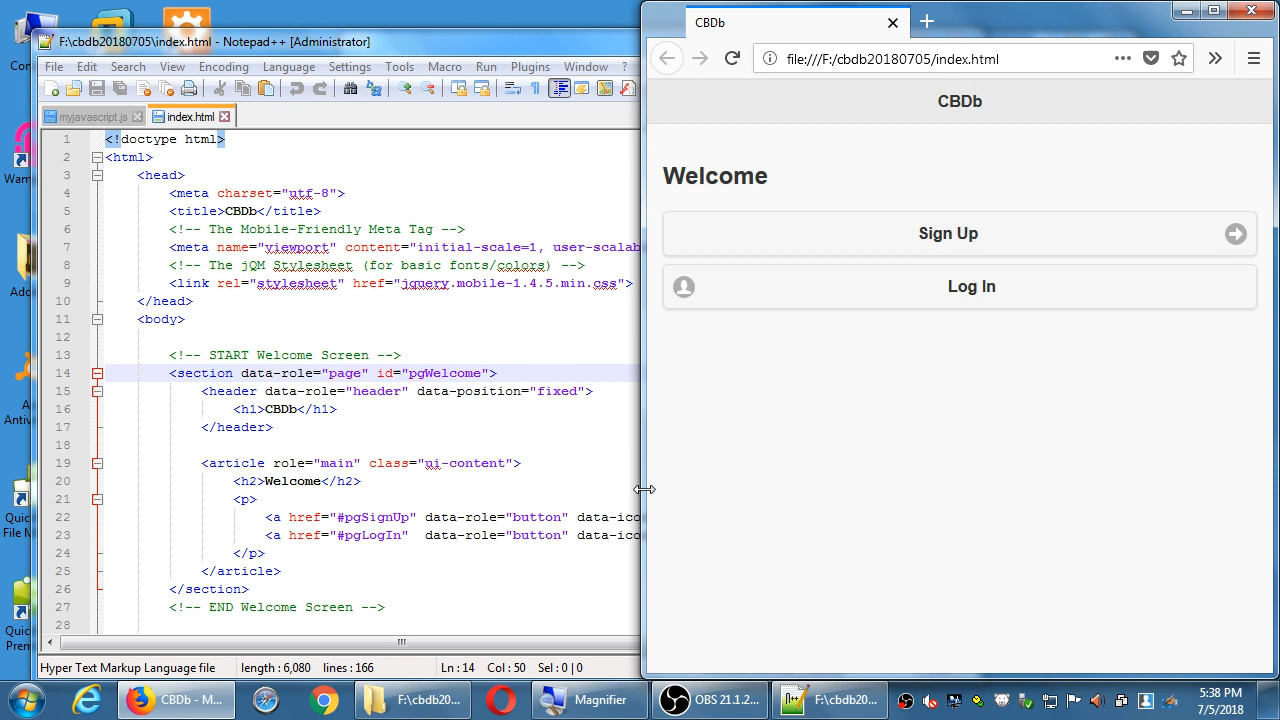 F:\cbdb20180705\index.html - Notepad++ [Administrator]
File Edit Search View Encoding Language Settings Tools Macro Run Plugins Window ?
myjavascript.js index.html
1 <!doctype html>
2 <html>
3 <head>
4 <meta charset="utf-8">
5 <title>CBDb</title>
6 <!-- The Mobile-Friendly Meta Tag -->
7 <meta name="viewport" content="initial-scale=1, user-scalab
8 <!-- The jQM Stylesheet (for basic fonts/colors) -->
9 <link rel="stylesheet" href="jquery.mobile-1.4.5.min.css">
10 </head>
11 <body>
12
13 <!-- START Welcome Screen -->
14 <section data-role="page" id="pgWelcome">
15 <header data-role="header" data-position="fixed">
16 <h1>CBDb</h1>
17 </header>
18
19 <article role="main" class="ui-content">
20 <h2>Welcome</h2>
21 <p>
22 <a href="#pgSignUp" data-role="button" data-ico
23 <a href="#pgLogIn"  data-role="button" data-ico
24 </p>
25 </article>
26 </section>
27 <!-- END Welcome Screen -->
28
Hyper Text Markup Language file length : 6,080 lines : 166 Ln : 14 Col : 50 Sel : 0 | 0
CBDb
file:///F:/cbdb20180705/index.html
CBDb
Welcome
Sign Up
Log In
Con
Wam
Add
A
Antiv
Quic
File M
Quic
Prem
CBDb - M... F:\cbdb20... Magnifier OBS 21.1.2... F:\cbdb20...
5:38 PM
7/5/2018